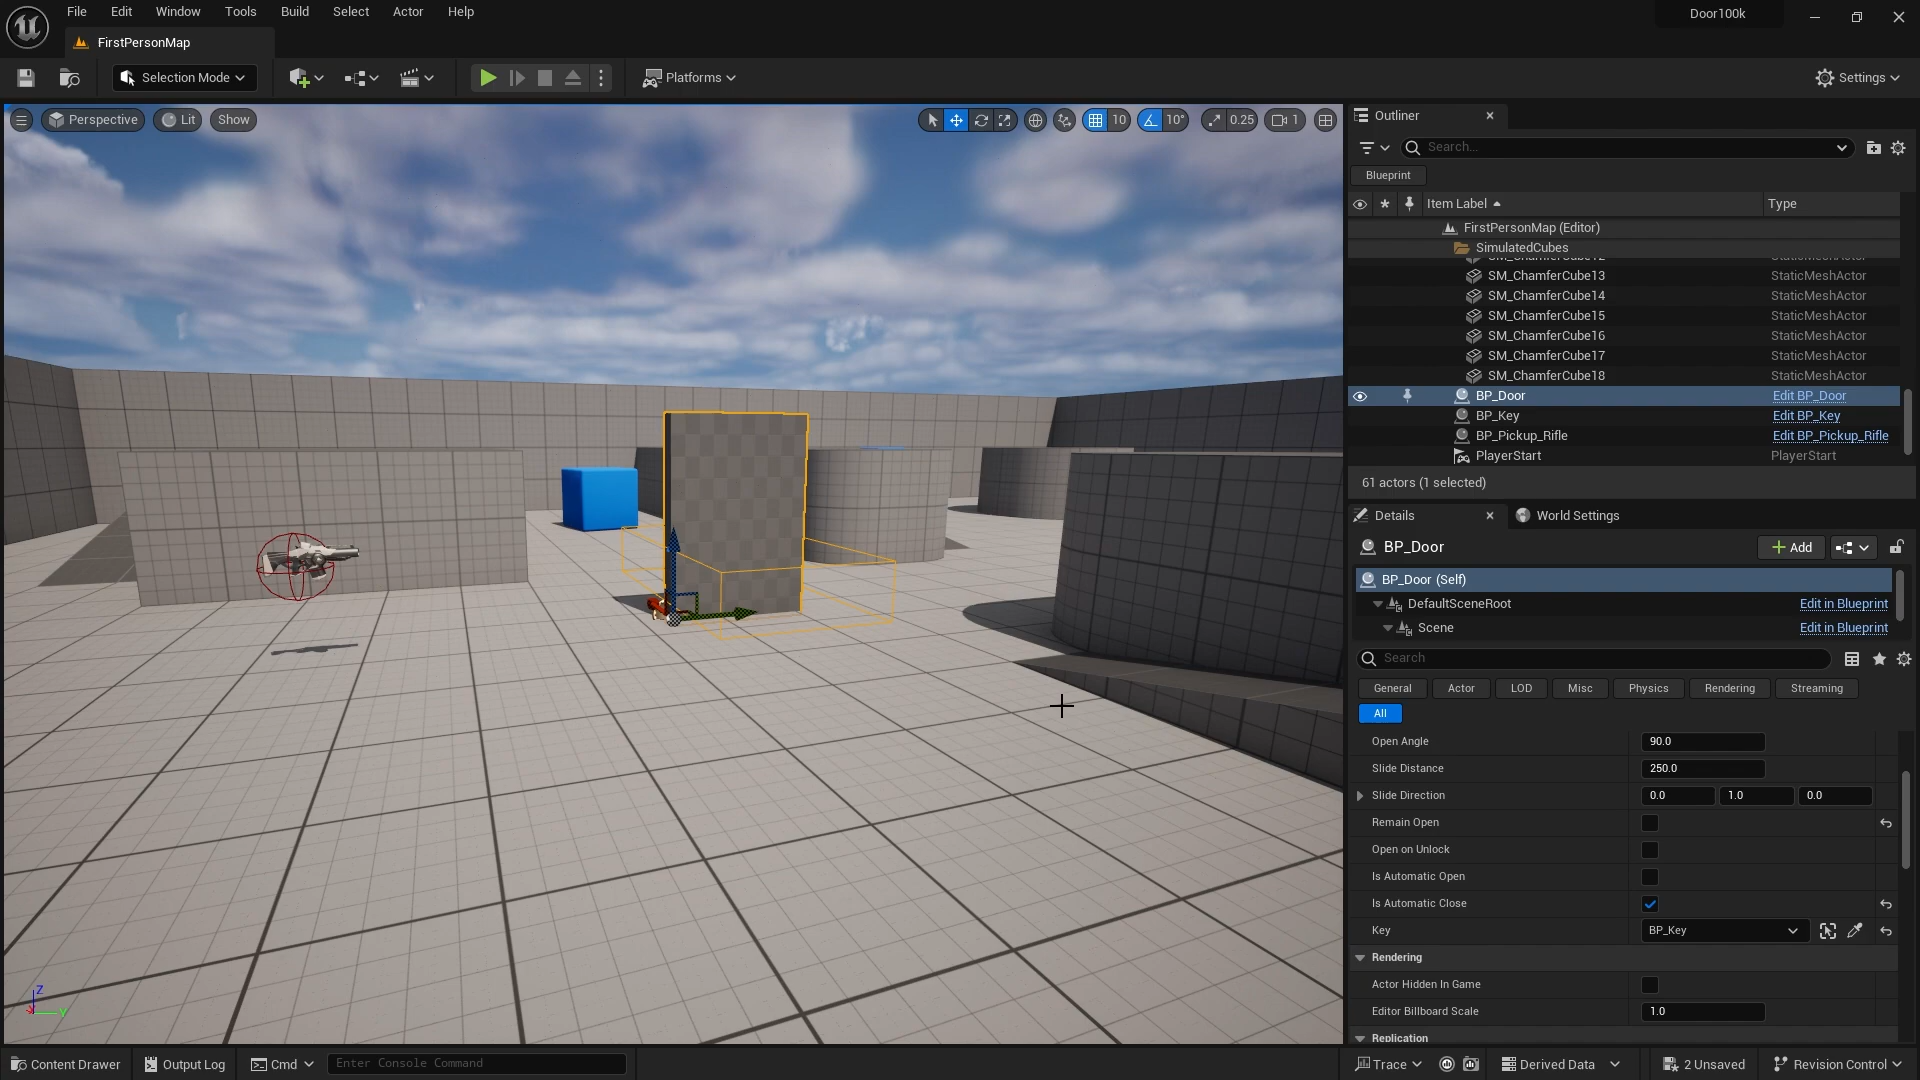 File Edit Window Tools Build Select Actor Help
Door100k
FirstPersonMap
Selection Mode
Platforms
Settings
Perspective Lit Show
10 10° 0.25 1
Outliner
Search...
Blueprint
Item Label Type
FirstPersonMap (Editor)
SimulatedCubes
SM_ChamferCube12 StaticMeshActor
SM_ChamferCube13 StaticMeshActor
SM_ChamferCube14 StaticMeshActor
SM_ChamferCube15 StaticMeshActor
SM_ChamferCube16 StaticMeshActor
SM_ChamferCube17 StaticMeshActor
SM_ChamferCube18 StaticMeshActor
BP_Door Edit BP_Door
BP_Key Edit BP_Key
BP_Pickup_Rifle Edit BP_Pickup_Rifle
PlayerStart PlayerStart
61 actors (1 selected)
Details World Settings
BP_Door Add
BP_Door (Self)
DefaultSceneRoot Edit in Blueprint
Scene Edit in Blueprint
Search
General Actor LOD Misc Physics Rendering Streaming
All
Open Angle 90.0
Slide Distance 250.0
Slide Direction 0.0 1.0 0.0
Remain Open
Open on Unlock
Is Automatic Open
Is Automatic Close
Key BP_Key
Rendering
Actor Hidden In Game
Editor Billboard Scale 1.0
Replication
Z
X Y
Content Drawer Output Log Cmd Enter Console Command Trace Derived Data 2 Unsaved Revision Control